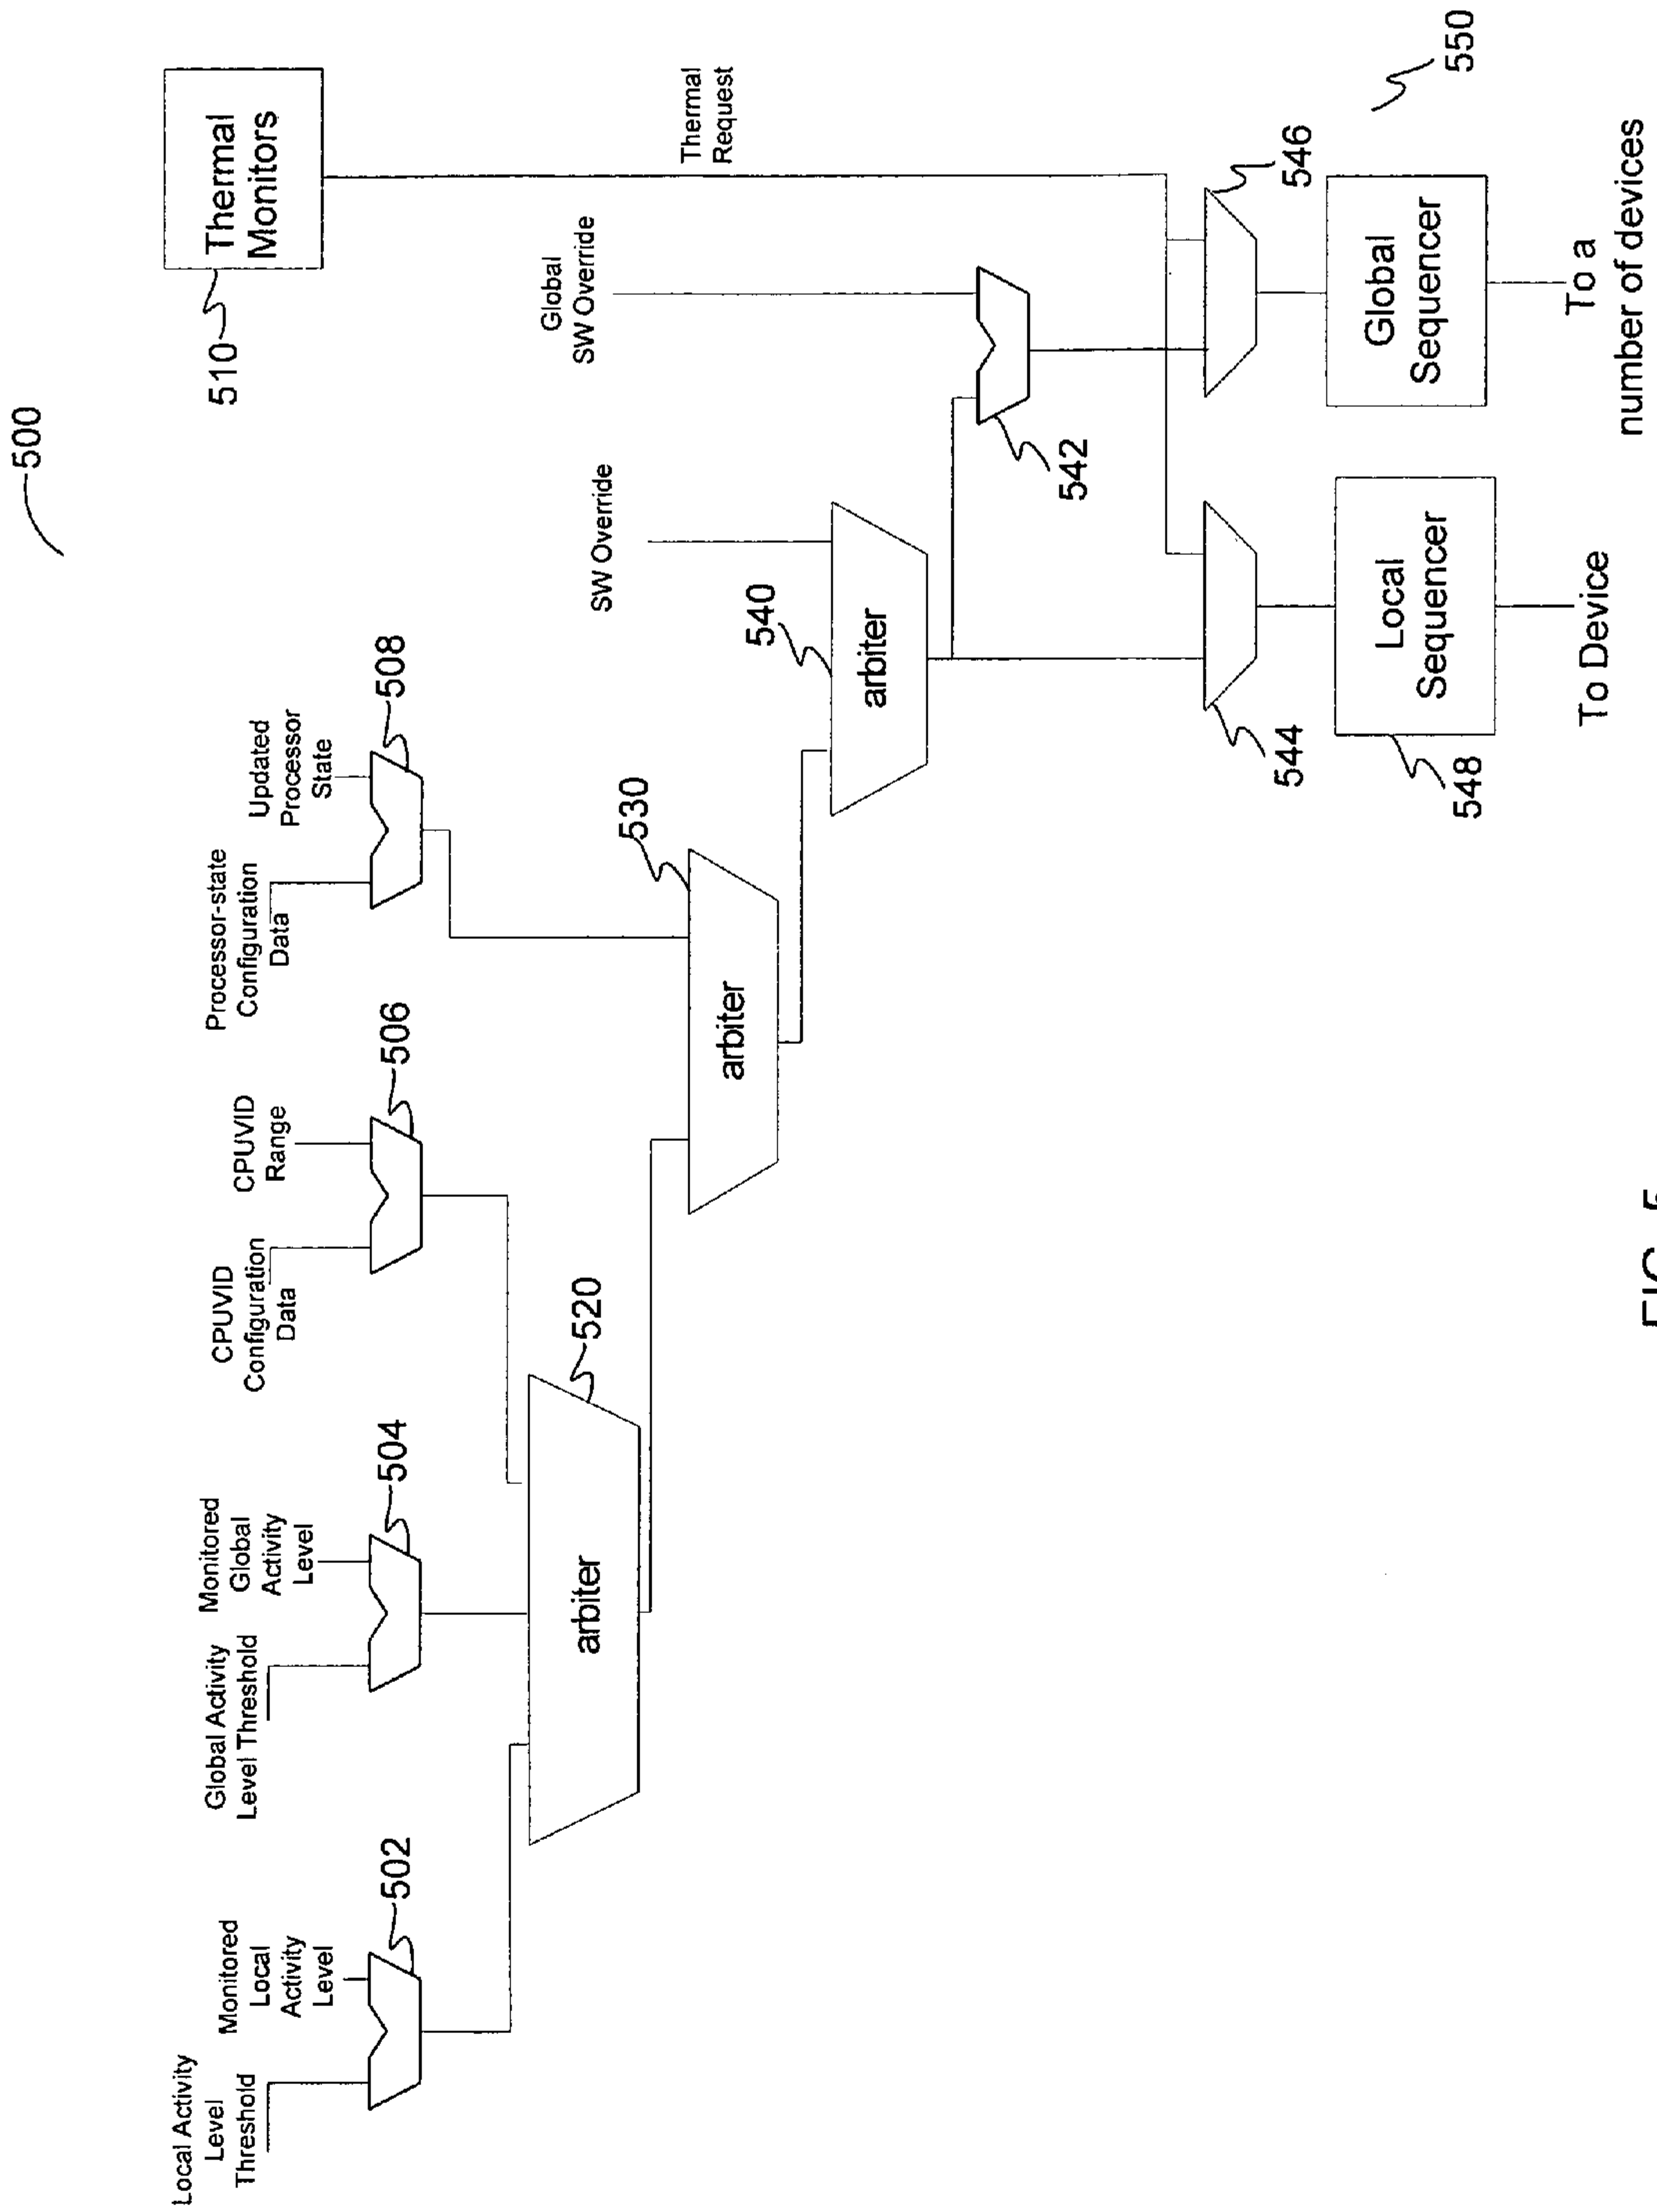 500
Local Activity
Level
Threshold
Monitored
Local
Activity
Level
502
Global Activity
Level Threshold
Monitored
Global
Activity
Level
504
CPUVID
Configuration
Data
CPUVID
Range
506
Processor-state
Configuration
Data
Updated
Processor
State
508
510
Thermal
Monitors
arbiter
520
arbiter
530
SW Override
540
arbiter
Global
SW Override
542
Thermal
Request
544
546
548
Local
Sequencer
Global
Sequencer
550
To Device
To a
number of devices